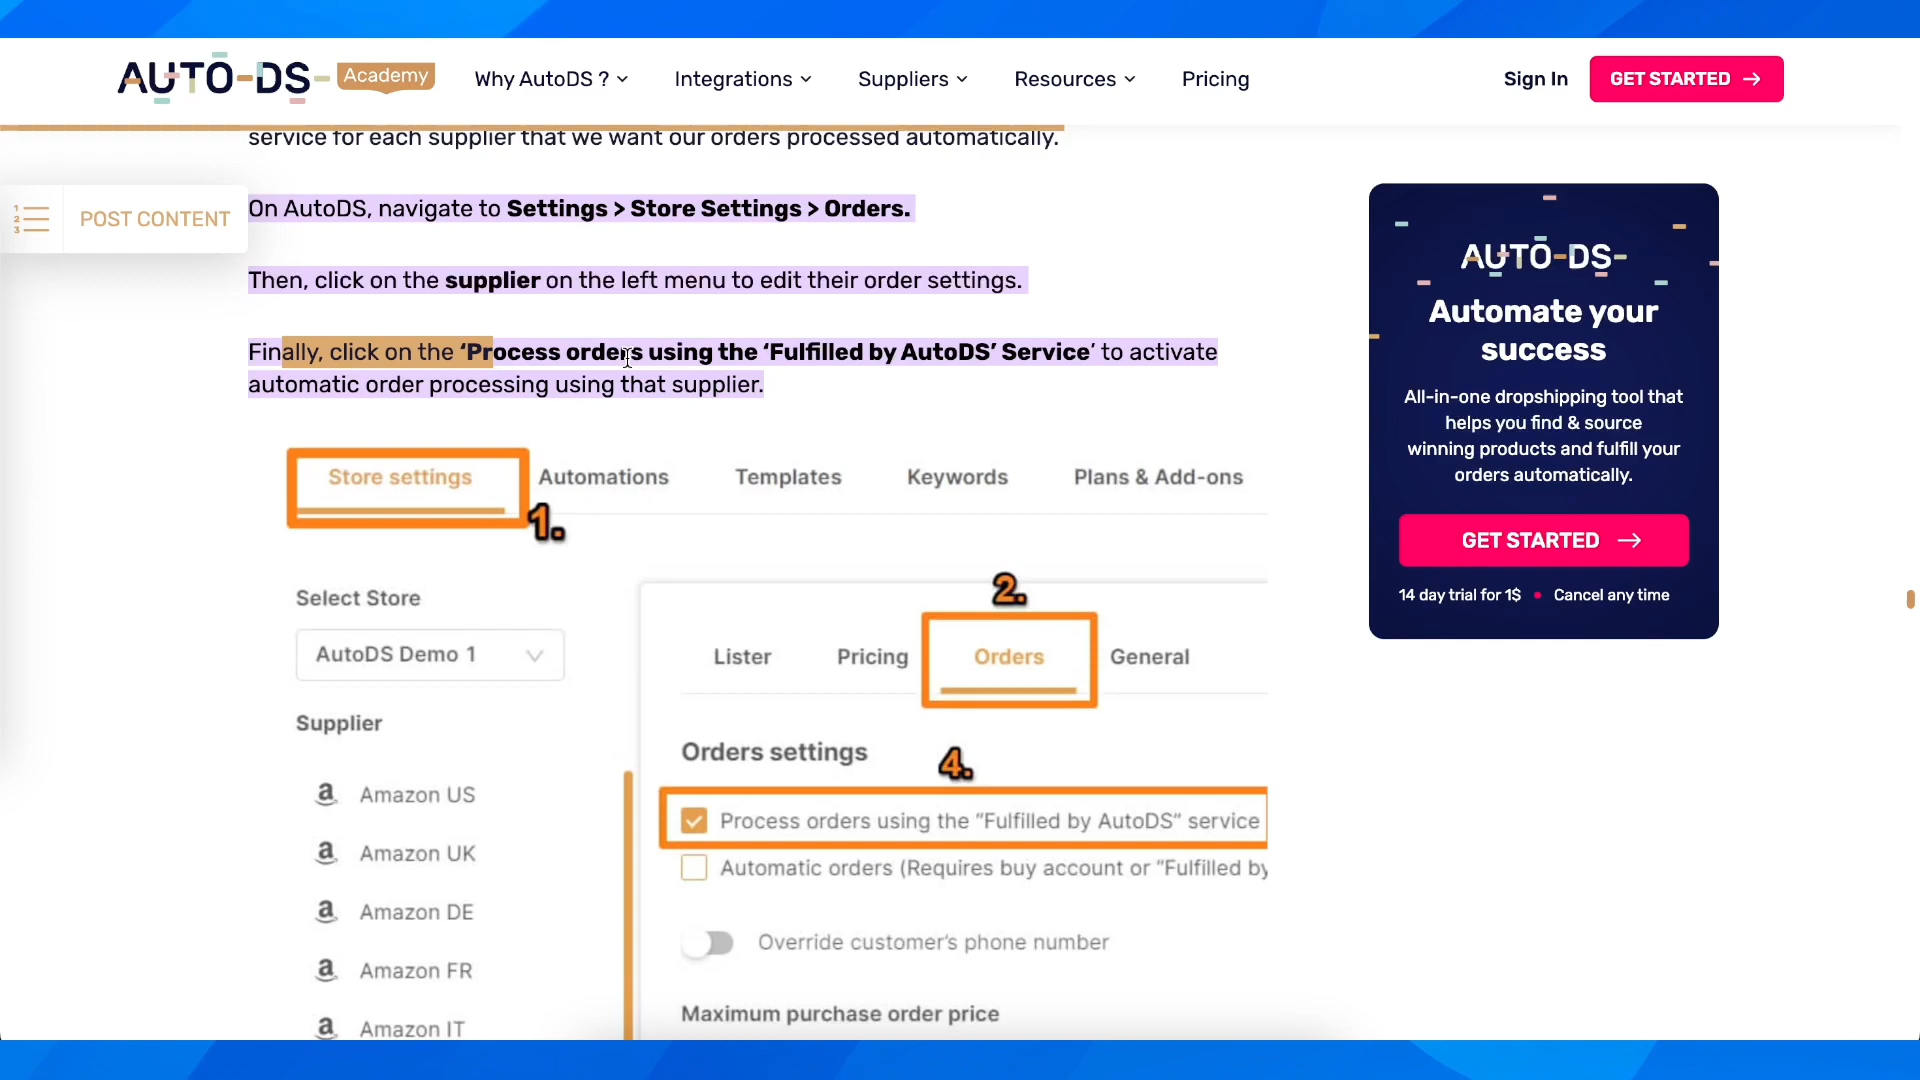 AUTO-DS- Academy Why AutoDS ? Integrations Suppliers Resources Pricing Sign In GET STARTED →
service for each supplier that we want our orders processed automatically.
POST CONTENT
On AutoDS, navigate to Settings > Store Settings > Orders.
Then, click on the supplier on the left menu to edit their order settings.
Finally, click on the ‘Process orders using the ‘Fulfilled by AutoDS’ Service’ to activate
automatic order processing using that supplier.
Store settings Automations Templates Keywords Plans & Add-ons
1.
Select Store
AutoDS Demo 1
Supplier
Amazon US
Amazon UK
Amazon DE
Amazon FR
Amazon IT
2.
Lister Pricing Orders General
Orders settings
4.
Process orders using the “Fulfilled by AutoDS” service
Automatic orders (Requires buy account or “Fulfilled by
Override customer’s phone number
Maximum purchase order price
AUTO-DS-
Automate your
success
All-in-one dropshipping tool that
helps you find & source
winning products and fulfill your
orders automatically.
GET STARTED →
14 day trial for 1$ • Cancel any time